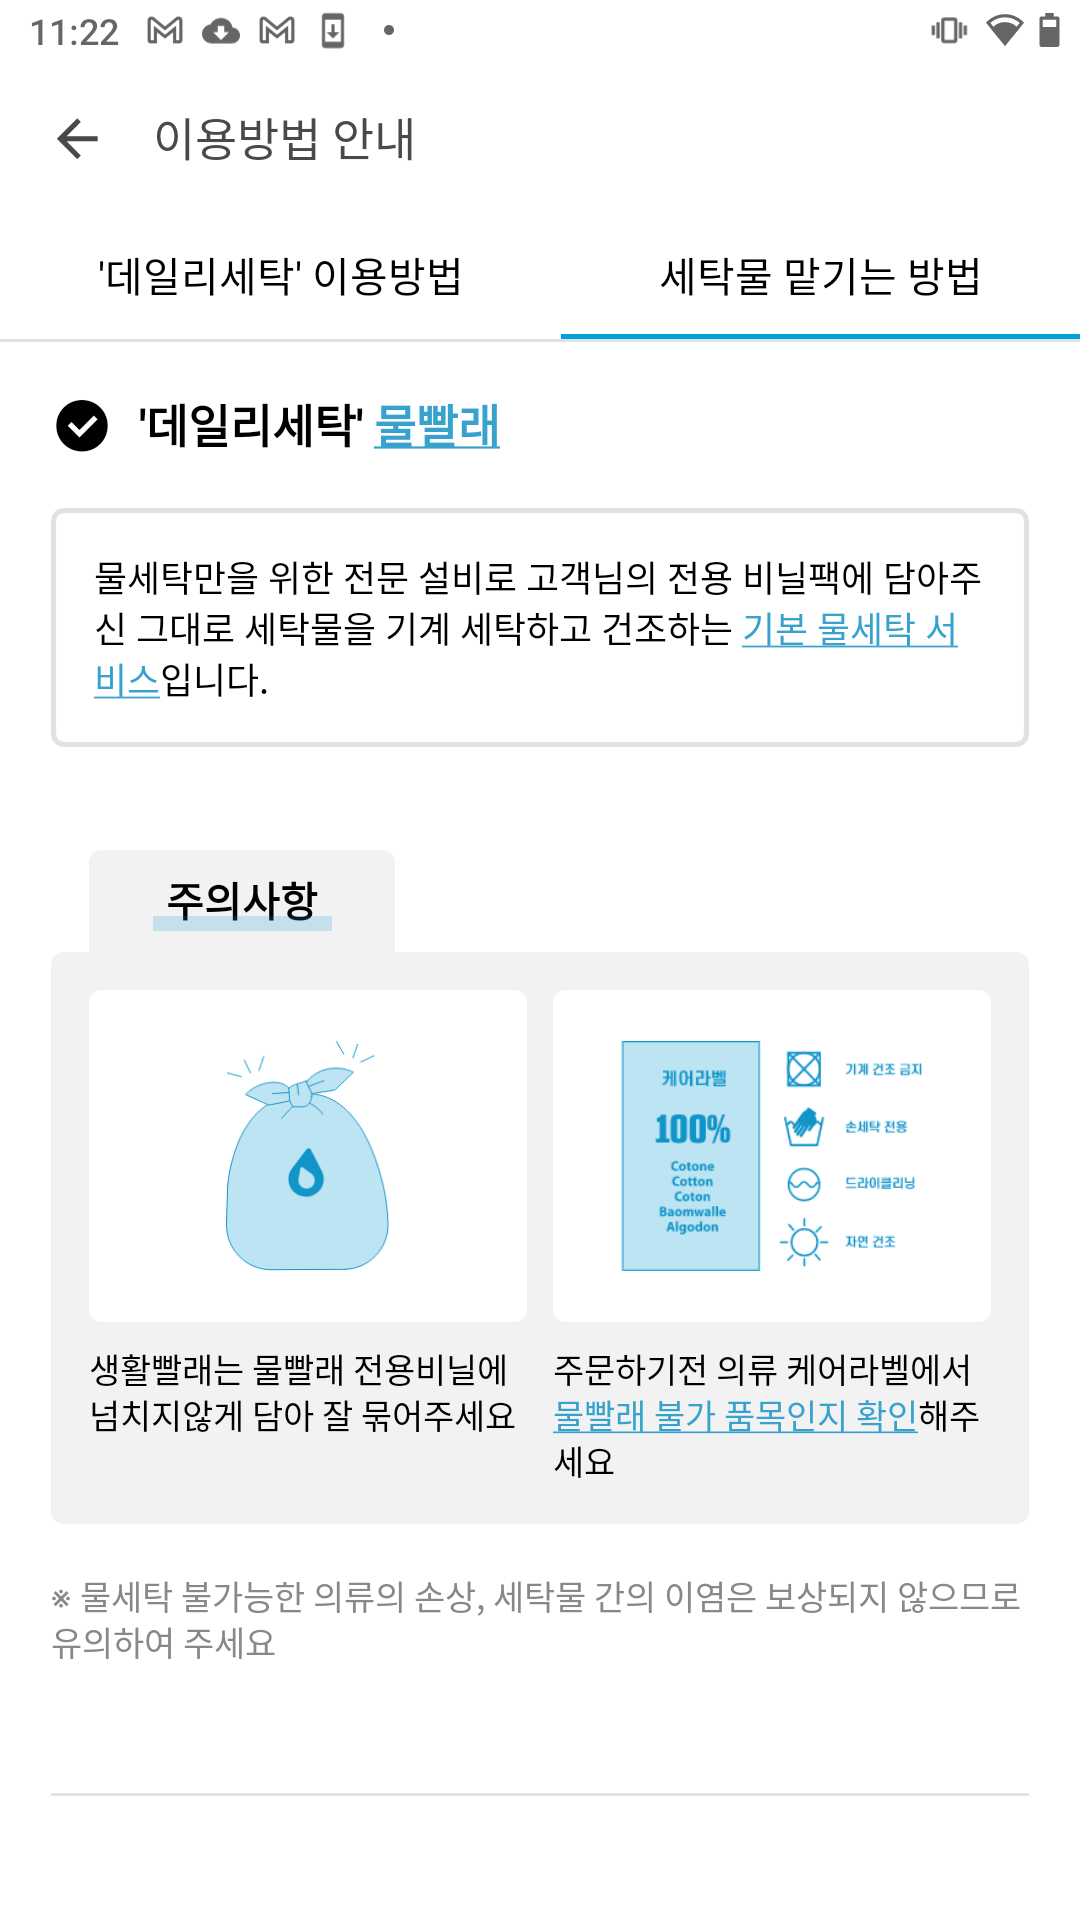 11:22
이용방법 안내
'데일리세탁' 이용방법
세탁물 맡기는 방법
'데일리세탁' 물빨래
물세탁만을 위한 전문 설비로 고객님의 전용 비닐팩에 담아주
신 그대로 세탁물을 기계 세탁하고 건조하는 기본 물세탁 서
비스입니다.
주의사항
케어라벨
100%
Cotone
Cotton
Coton
Baomwalle
Algodon
기계 건조 금지
손세탁 전용
드라이클리닝
자연 건조
생활빨래는 물빨래 전용비닐에
넘치지않게 담아 잘 묶어주세요
주문하기전 의류 케어라벨에서
물빨래 불가 품목인지 확인해주
세요
※ 물세탁 불가능한 의류의 손상, 세탁물 간의 이염은 보상되지 않으므로
유의하여 주세요